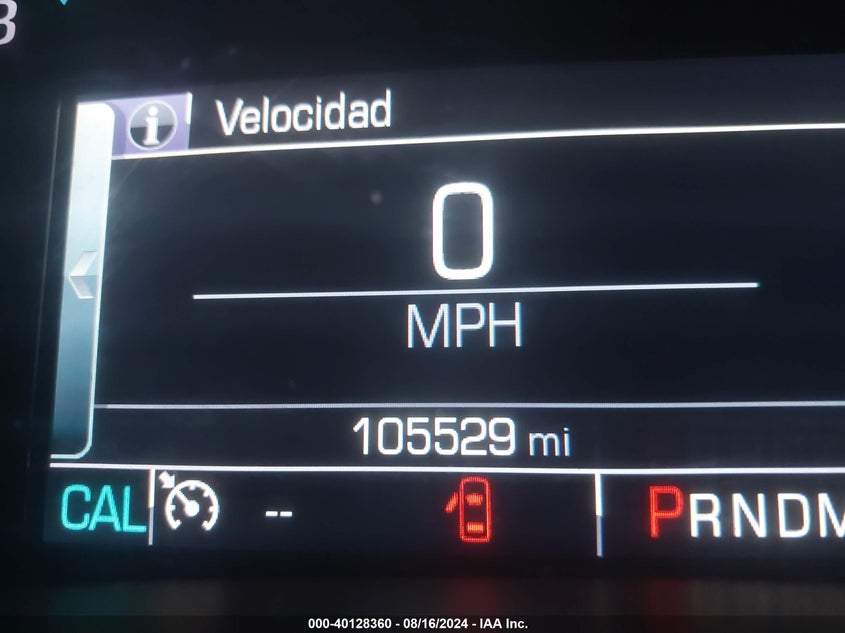 Velocidad
0
MPH
105529 mi
CAL -- PRNDM
000-40128360 - 08/16/2024 - IAA Inc.